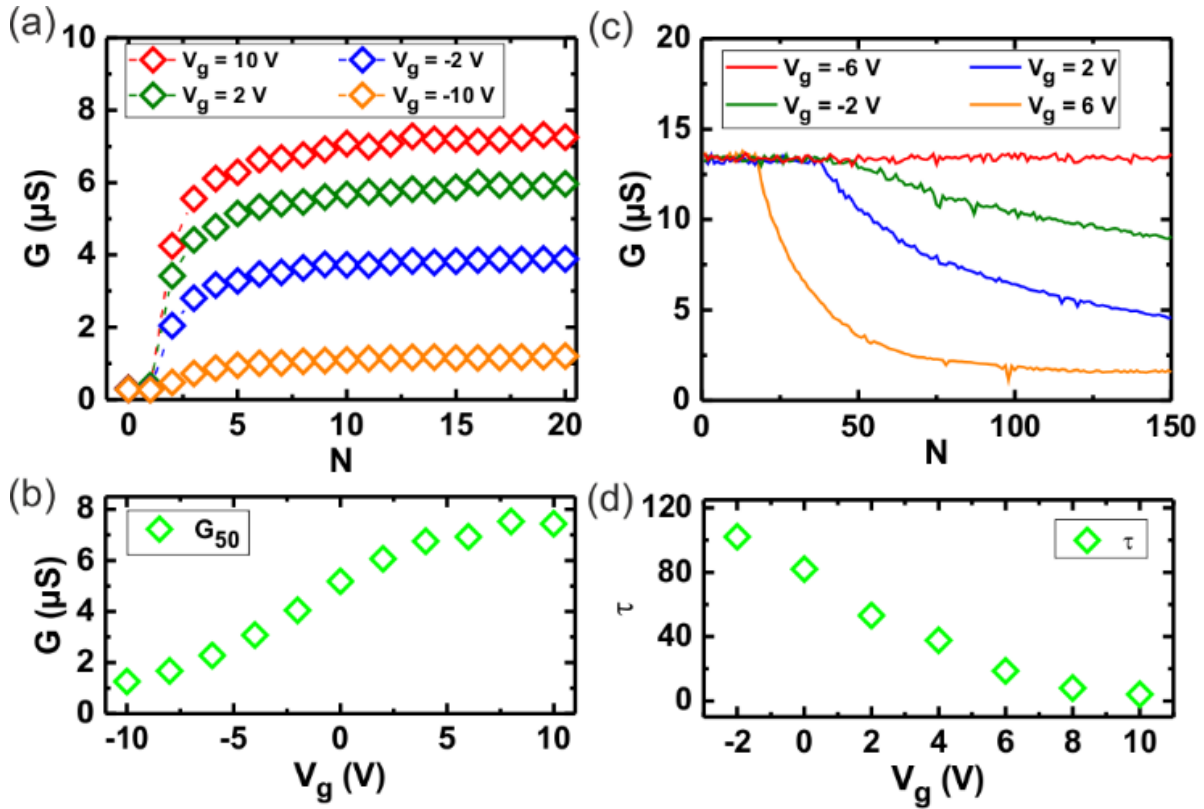 (a)
10
8
6
4
2
0
G (µS)
V_g = 10 V
V_g = -2 V
V_g = 2 V
V_g = -10 V
0 5 10 15 20
N
(c)
20
15
10
5
0
G (µS)
V_g = -6 V
V_g = 2 V
V_g = -2 V
V_g = 6 V
0 50 100 150
N
(b)
8
6
4
2
0
G (µS)
G_50
-10 -5 0 5 10
V_g (V)
(d)
120
80
40
0
τ
τ
-2 0 2 4 6 8 10
V_g (V)